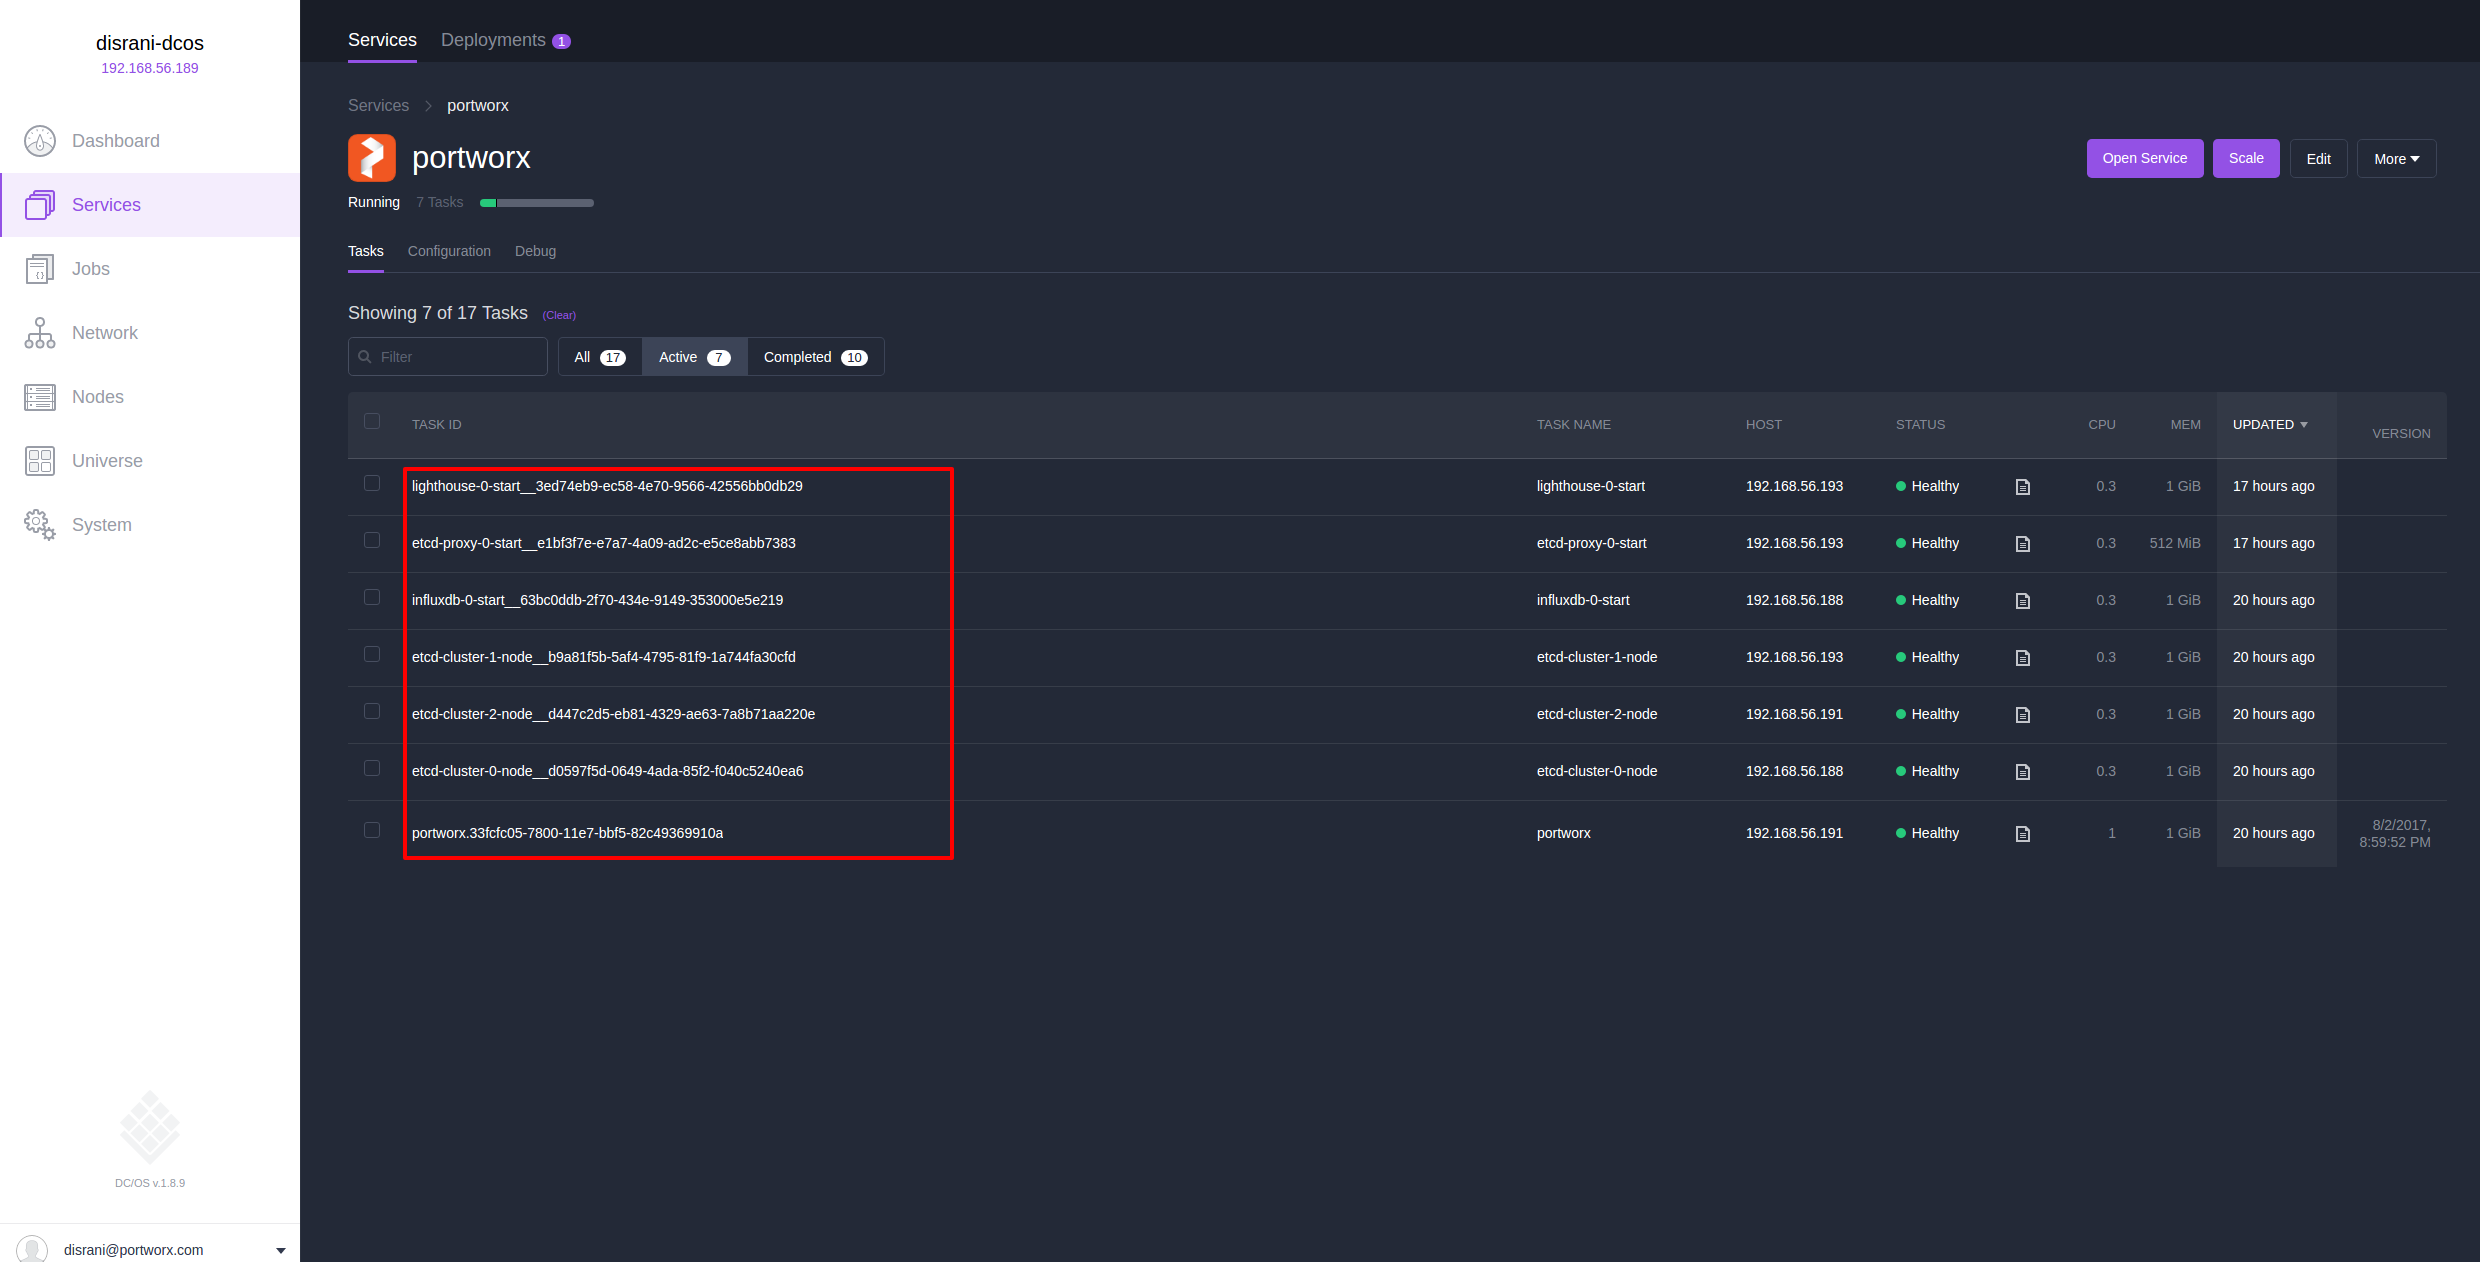 disrani-dcos
192.168.56.189
Dashboard
Services
Jobs
Network
Nodes
Universe
System
DC/OS v.1.8.9
disrani@portworx.com
Services Deployments 1
Services portworx
portworx
Open Service Scale Edit More
Running 7 Tasks
Tasks Configuration Debug
Showing 7 of 17 Tasks (Clear)
Filter All 17 Active 7 Completed 10
TASK ID TASK NAME HOST STATUS CPU MEM UPDATED VERSION
lighthouse-0-start__3ed74eb9-ec58-4e70-9566-42556bb0db29 lighthouse-0-start 192.168.56.193 Healthy 0.3 1 GiB 17 hours ago
etcd-proxy-0-start__e1bf3f7e-e7a7-4a09-ad2c-e5ce8abb7383 etcd-proxy-0-start 192.168.56.193 Healthy 0.3 512 MiB 17 hours ago
influxdb-0-start__63bc0ddb-2f70-434e-9149-353000e5e219 influxdb-0-start 192.168.56.188 Healthy 0.3 1 GiB 20 hours ago
etcd-cluster-1-node__b9a81f5b-5af4-4795-81f9-1a744fa30cfd etcd-cluster-1-node 192.168.56.193 Healthy 0.3 1 GiB 20 hours ago
etcd-cluster-2-node__d447c2d5-eb81-4329-ae63-7a8b71aa220e etcd-cluster-2-node 192.168.56.191 Healthy 0.3 1 GiB 20 hours ago
etcd-cluster-0-node__d0597f5d-0649-4ada-85f2-f040c5240ea6 etcd-cluster-0-node 192.168.56.188 Healthy 0.3 1 GiB 20 hours ago
portworx.33fcfc05-7800-11e7-bbf5-82c49369910a portworx 192.168.56.191 Healthy 1 1 GiB 20 hours ago 8/2/2017,
8:59:52 PM